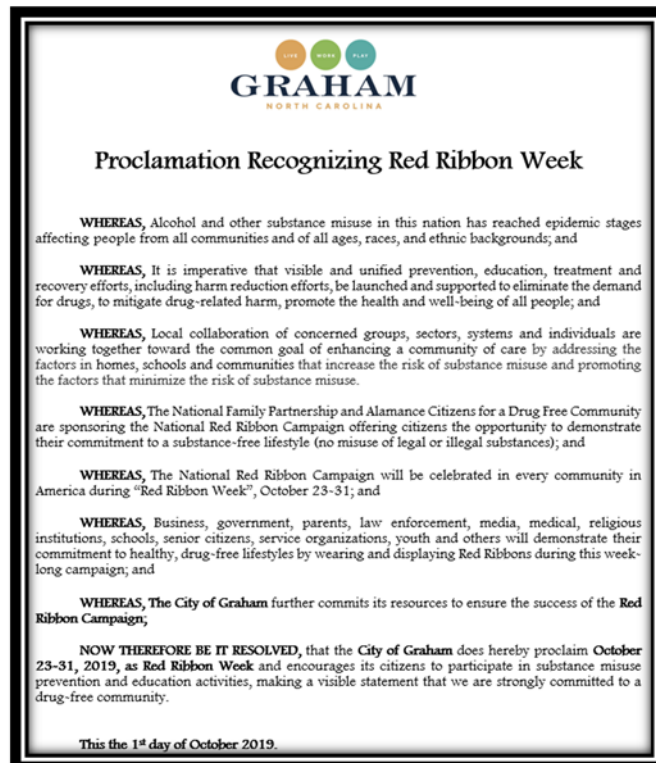 LIVE WORK PLAY
GRAHAM
NORTH CAROLINA
Proclamation Recognizing Red Ribbon Week
WHEREAS, Alcohol and other substance misuse in this nation has reached epidemic stages
affecting people from all communities and of all ages, races, and ethnic backgrounds; and
WHEREAS, It is imperative that visible and unified prevention, education, treatment and
recovery efforts, including harm reduction efforts, be launched and supported to eliminate the demand
for drugs, to mitigate drug-related harm, promote the health and well-being of all people; and
WHEREAS, Local collaboration of concerned groups, sectors, systems and individuals are
working together toward the common goal of enhancing a community of care by addressing the
factors in homes, schools and communities that increase the risk of substance misuse and promoting
the factors that minimize the risk of substance misuse.
WHEREAS, The National Family Partnership and Alamance Citizens for a Drug Free Community
are sponsoring the National Red Ribbon Campaign offering citizens the opportunity to demonstrate
their commitment to a substance-free lifestyle (no misuse of legal or illegal substances); and
WHEREAS, The National Red Ribbon Campaign will be celebrated in every community in
America during “Red Ribbon Week”, October 23-31; and
WHEREAS, Business, government, parents, law enforcement, media, medical, religious
institutions, schools, senior citizens, service organizations, youth and others will demonstrate their
commitment to healthy, drug-free lifestyles by wearing and displaying Red Ribbons during this week-
long campaign; and
WHEREAS, The City of Graham further commits its resources to ensure the success of the Red
Ribbon Campaign;
NOW THEREFORE BE IT RESOLVED, that the City of Graham does hereby proclaim October
23-31, 2019, as Red Ribbon Week and encourages its citizens to participate in substance misuse
prevention and education activities, making a visible statement that we are strongly committed to a
drug-free community.
This the 1st day of October 2019.